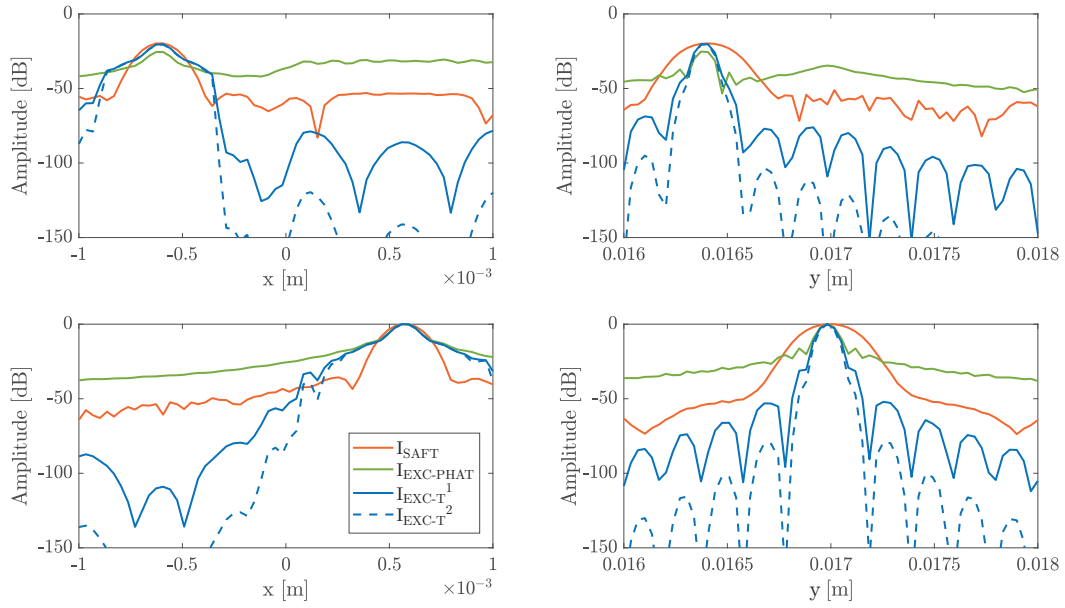 0
-50
-100
-150
Amplitude [dB]
-1 -0.5 0 0.5 1
x [m] ×10⁻³
0
-50
-100
-150
Amplitude [dB]
0.016 0.0165 0.017 0.0175 0.018
y [m]
0
-50
-100
-150
Amplitude [dB]
I_SAFT
I_EXC-PHAT
I_EXC-T¹
I_EXC-T²
-1 -0.5 0 0.5 1
x [m] ×10⁻³
0
-50
-100
-150
Amplitude [dB]
0.016 0.0165 0.017 0.0175 0.018
y [m]